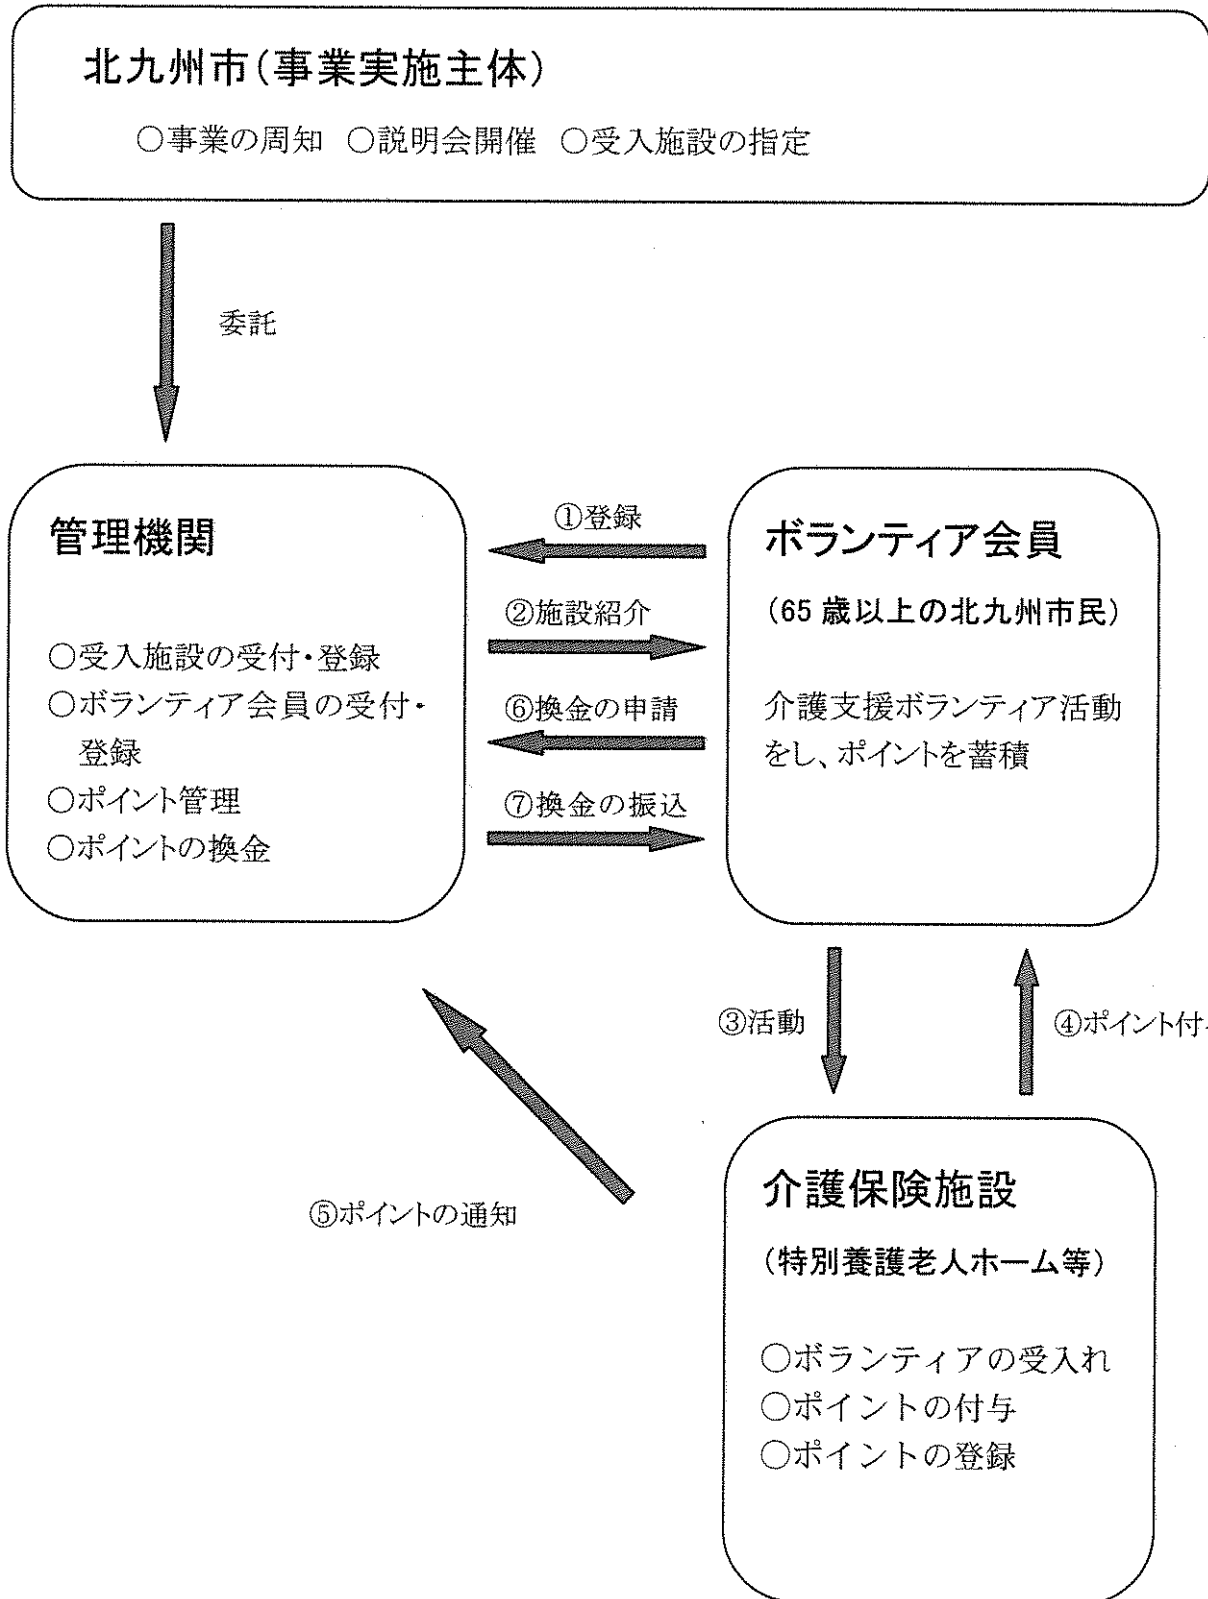 北九州市(事業実施主体)
○事業の周知 ○説明会開催 ○受入施設の指定
委託
管理機関
○受入施設の受付・登録
○ボランティア会員の受付・
登録
○ポイント管理
○ポイントの換金
①登録
②施設紹介
⑥換金の申請
⑦換金の振込
ボランティア会員
(65歳以上の北九州市民)
介護支援ボランティア活動
をし、ポイントを蓄積
③活動
④ポイント付
⑤ポイントの通知
介護保険施設
(特別養護老人ホーム等)
○ボランティアの受入れ
○ポイントの付与
○ポイントの登録